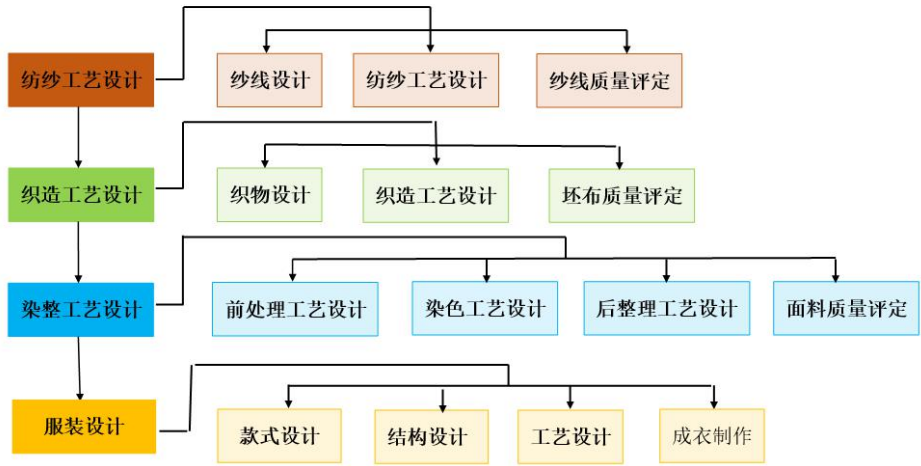 纺纱工艺设计
纱线设计
纺纱工艺设计
纱线质量评定
织造工艺设计
织物设计
织造工艺设计
坯布质量评定
染整工艺设计
前处理工艺设计
染色工艺设计
后整理工艺设计
面料质量评定
服装设计
款式设计
结构设计
工艺设计
成衣制作